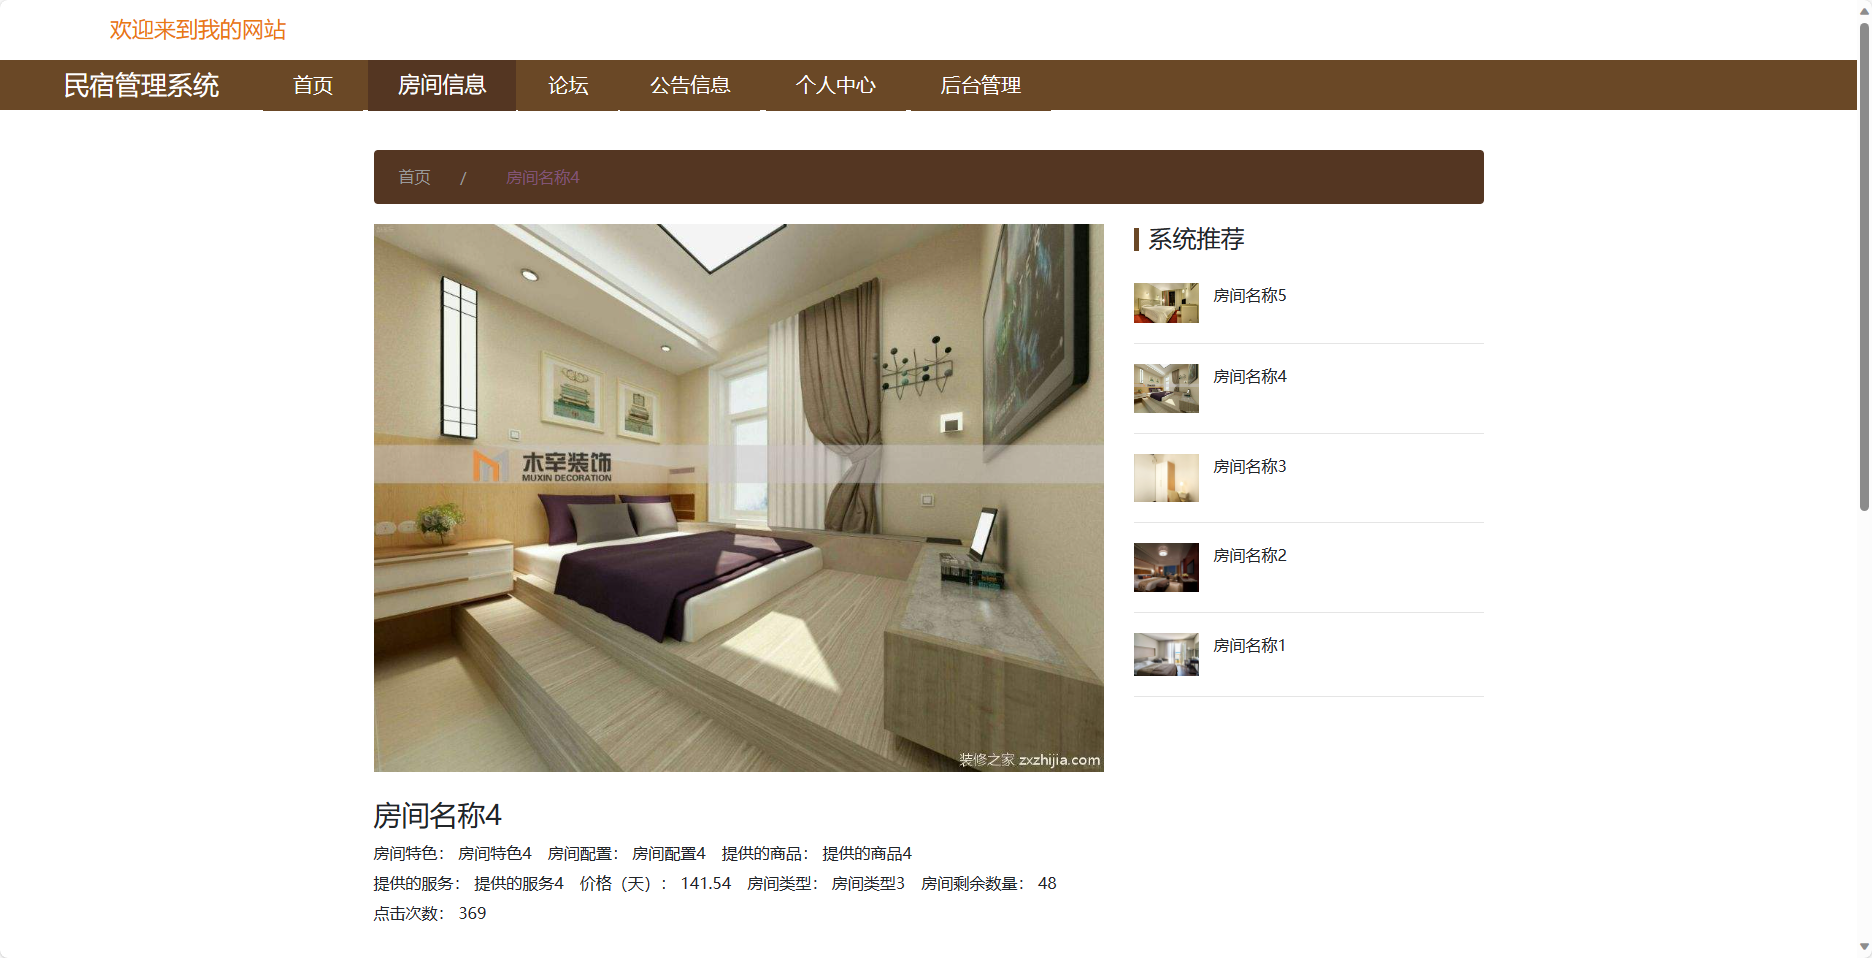 欢迎来到我的网站
民宿管理系统 首页 房间信息 论坛 公告信息 个人中心 后台管理
首页 / 房间名称4
木宰装饰
MUXIN DECORATION
装修之家 zxzhijia.com
系统推荐
房间名称5
房间名称4
房间名称3
房间名称2
房间名称1
房间名称4
房间特色： 房间特色4 房间配置： 房间配置4 提供的商品： 提供的商品4
提供的服务： 提供的服务4 价格（天）： 141.54 房间类型： 房间类型3 房间剩余数量： 48
点击次数： 369